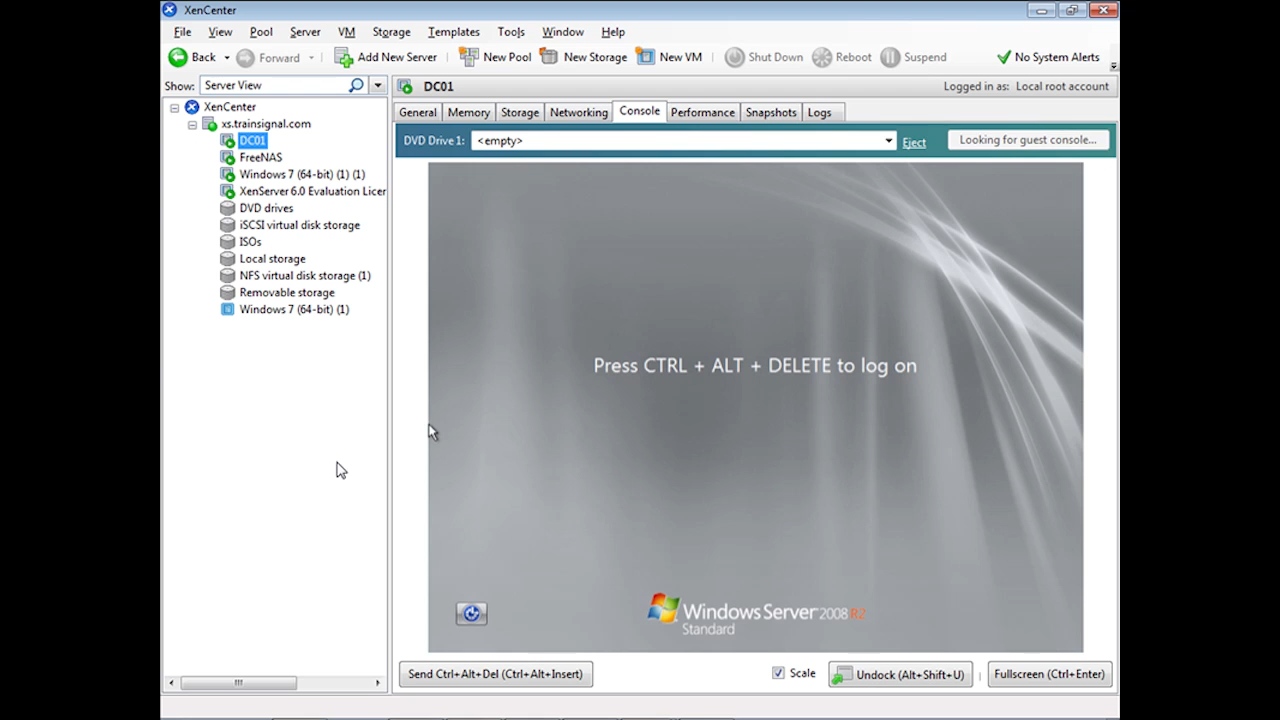 XenCenter
File View Server Pool Server VM Storage Templates Tools Window Help
Back Forward Add New Server New Pool New Storage New VM Shut Down Reboot Suspend No System Alerts
Show: Server View
DC01 Logged in as: Local root account
XenCenter
xs.trainsignal.com
DC01
FreeNAS
Windows 7 (64-bit) (1) (1)
XenServer 6.0 Evaluation Licer
DVD drives
iSCSI virtual disk storage
ISOs
Local storage
NFS virtual disk storage (1)
Removable storage
Windows 7 (64-bit) (1)
General Memory Storage Networking Console Performance Snapshots Logs
DVD Drive 1: <empty> Eject Looking for guest console...
Press CTRL + ALT + DELETE to log on
Windows Server 2008 R2
Standard
Send Ctrl+Alt+Del (Ctrl+Alt+Insert) Scale Undock (Alt+Shift+U) Fullscreen (Ctrl+Enter)